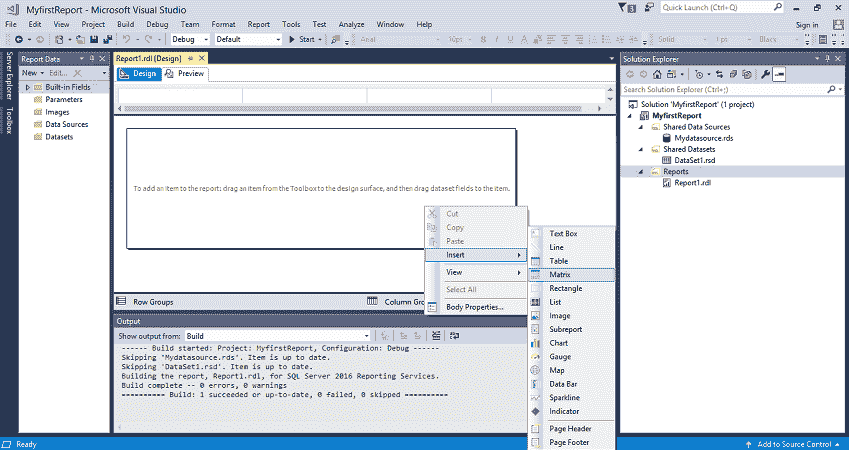 MyfirstReport - Microsoft Visual Studio
3
Quick Launch (Ctrl+;)
File Edit View Project Build Debug Team Format Report Tools Test Analyze Window Help
Sign in
Debug Default Start Arial 10pt Solid 1pt Black
Server Explorer
Toolbox
Report Data
New Edit...
Built-in Fields
Parameters
Images
Data Sources
Datasets
Report1.rdl [Design]
Design Preview
To add an item to the report: drag an item from the Toolbox to the design surface, and then drag dataset fields to the item.
Cut
Copy
Paste
Insert
View
Select All
Body Properties...
Text Box
Line
Table
Matrix
Rectangle
List
Image
Subreport
Chart
Gauge
Map
Data Bar
Sparkline
Indicator
Page Header
Page Footer
Row Groups Column Gro
Output
Show output from: Build
------ Build started: Project: MyfirstReport, Configuration: Debug ------
Skipping 'Mydatasource.rds'. Item is up to date.
Skipping 'DataSet1.rsd'. Item is up to date.
Building the report, Report1.rdl, for SQL Server 2016 Reporting Services.
Build complete -- 0 errors, 0 warnings
========== Build: 1 succeeded or up-to-date, 0 failed, 0 skipped ==========
Solution Explorer
Search Solution Explorer (Ctrl+;)
Solution 'MyfirstReport' (1 project)
MyfirstReport
Shared Data Sources
Mydatasource.rds
Shared Datasets
DataSet1.rsd
Reports
Report1.rdl
Ready
Add to Source Control